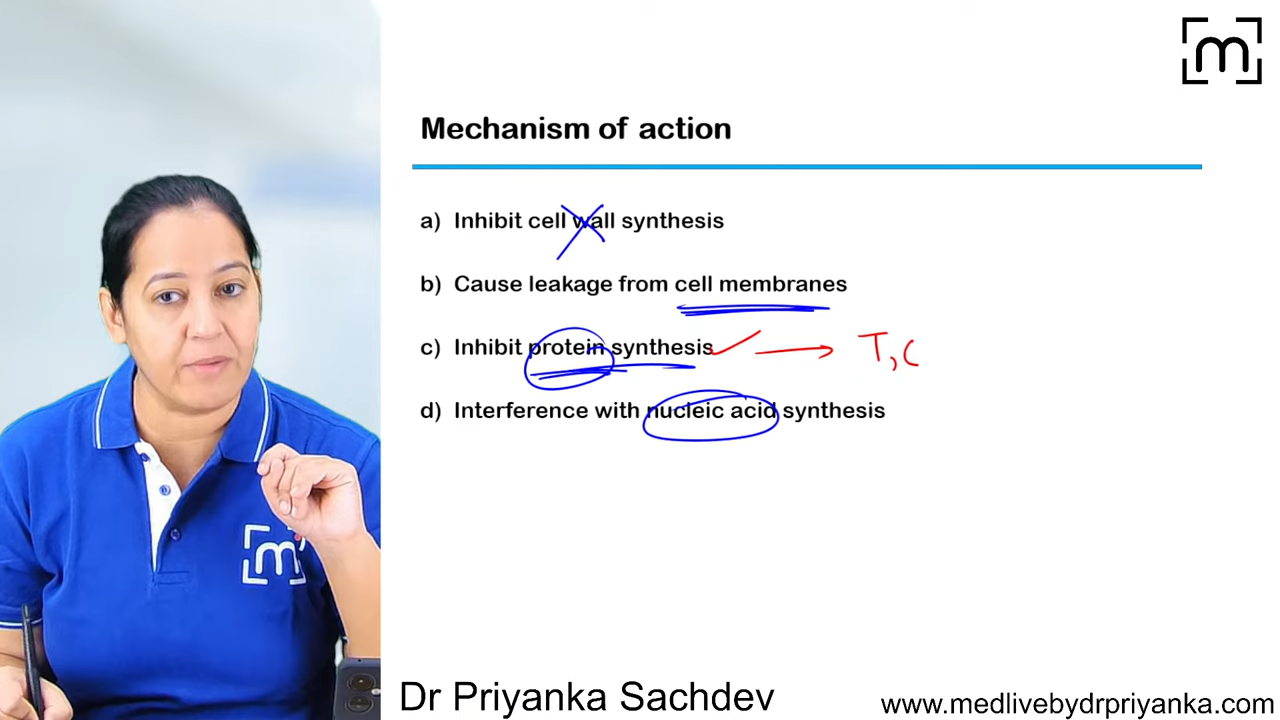 m
Mechanism of action
a) Inhibit cell wall synthesis
b) Cause leakage from cell membranes
c) Inhibit protein synthesis → T, C
d) Interference with nucleic acid synthesis
m
Dr Priyanka Sachdev
www.medlivebydrpriyanka.com